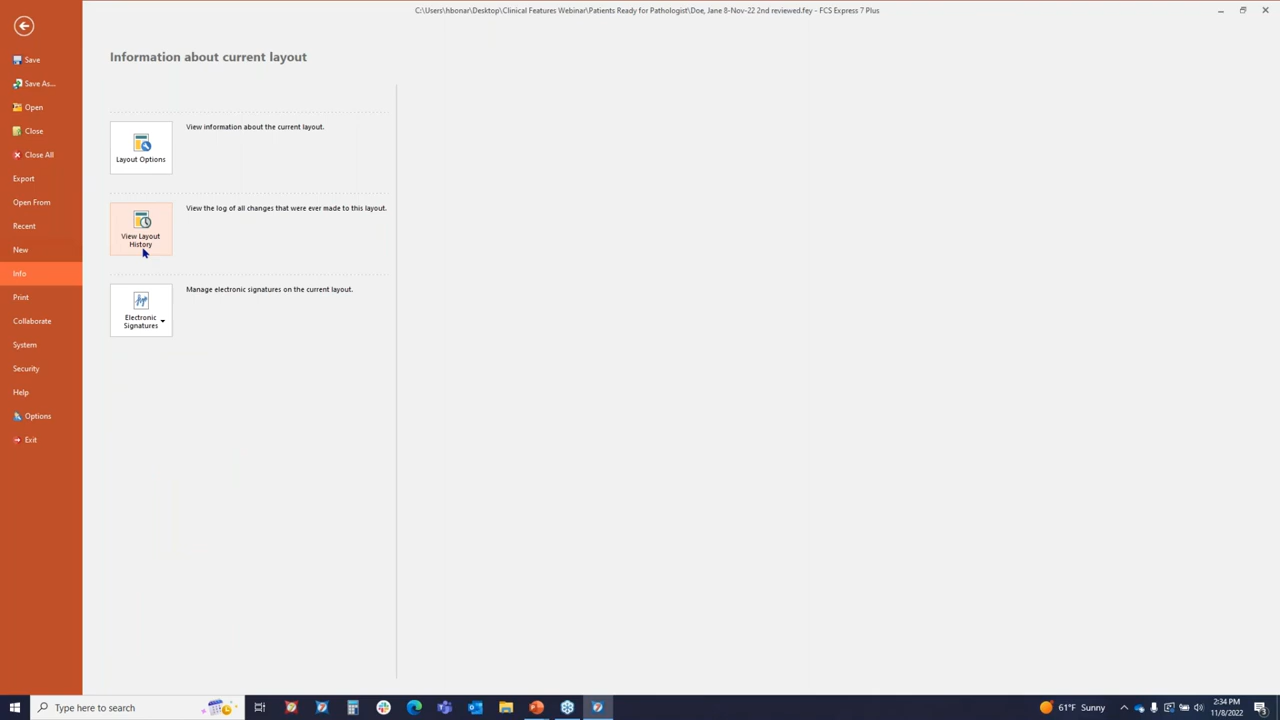 C:\Users\hbonar\Desktop\Clinical Features Webinar\Patients Ready for Pathologist\Doe, Jane 8-Nov-22 2nd reviewed.fey - FCS Express 7 Plus
Save
Save As...
Open
Close
Close All
Export
Open From
Recent
New
Info
Print
Collaborate
System
Security
Help
Options
Exit
Information about current layout
Layout Options
View information about the current layout.
View Layout
History
View the log of all changes that were ever made to this layout.
Electronic
Signatures
Manage electronic signatures on the current layout.
Type here to search
61°F Sunny
2:34 PM
11/8/2022
3